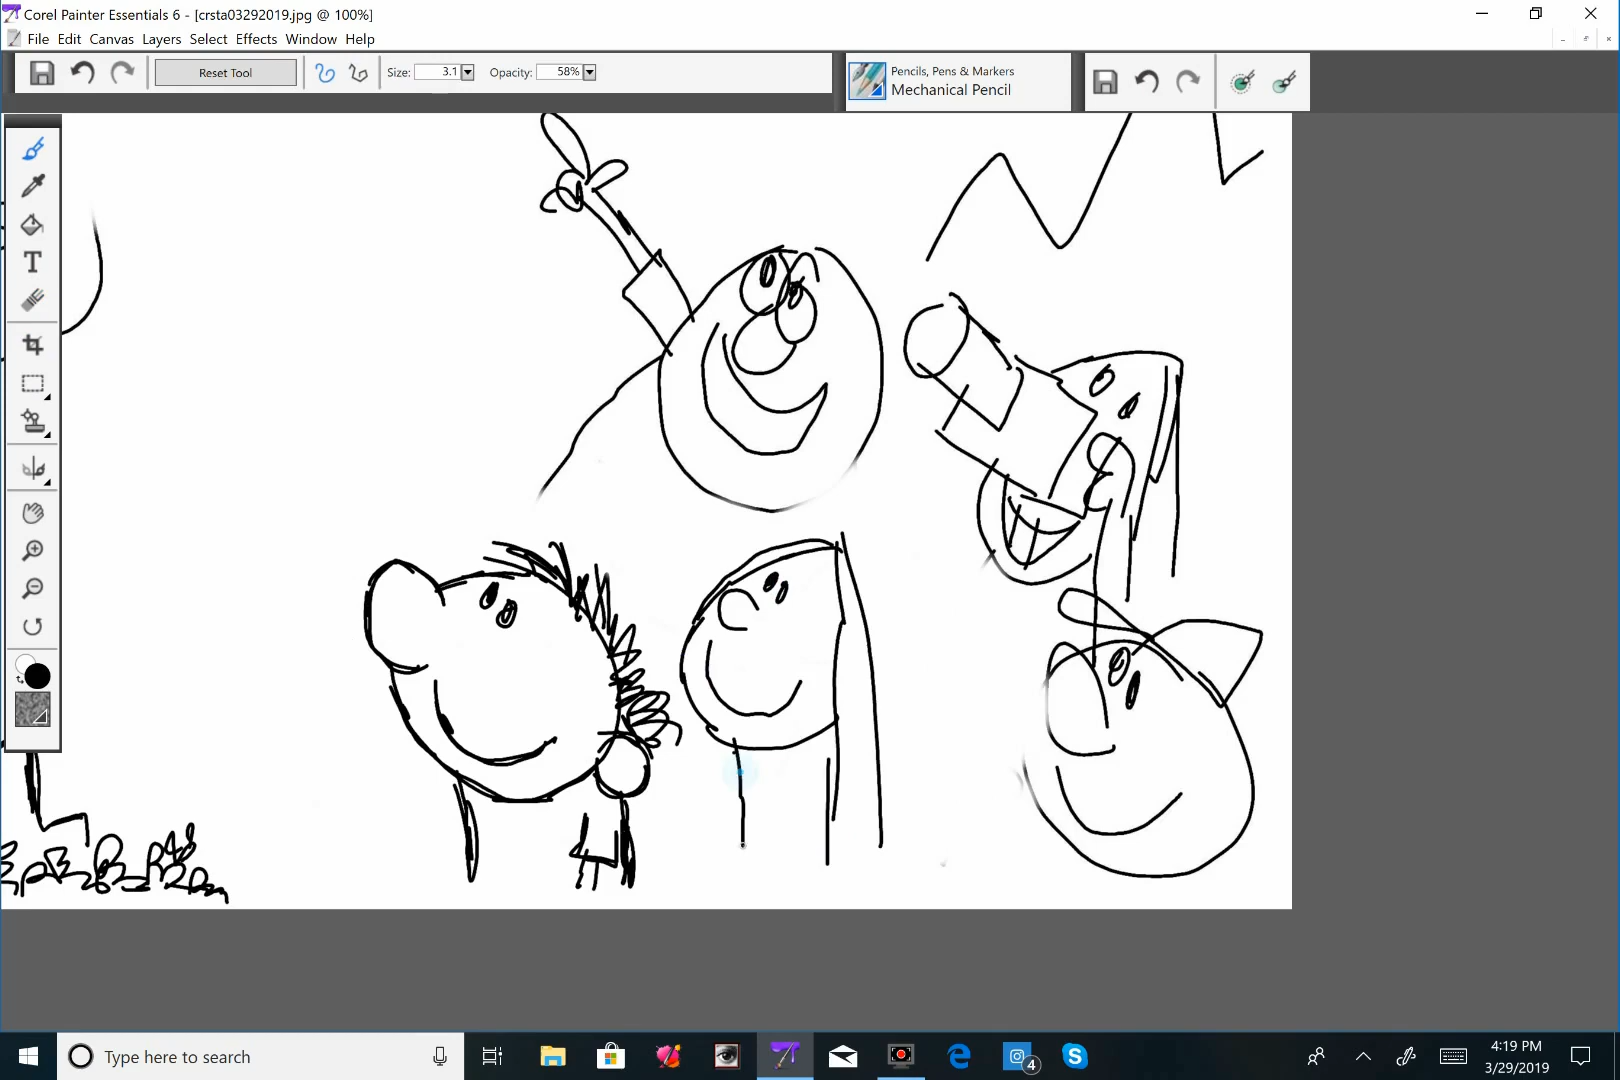 Corel Painter Essentials 6 - [crsta03292019.jpg @ 100%]
File Edit Canvas Layers Select Effects Window Help
Reset Tool Size: 3.1 Opacity: 58%
Pencils, Pens & Markers
Mechanical Pencil
T
Type here to search
4
4:19 PM
3/29/2019